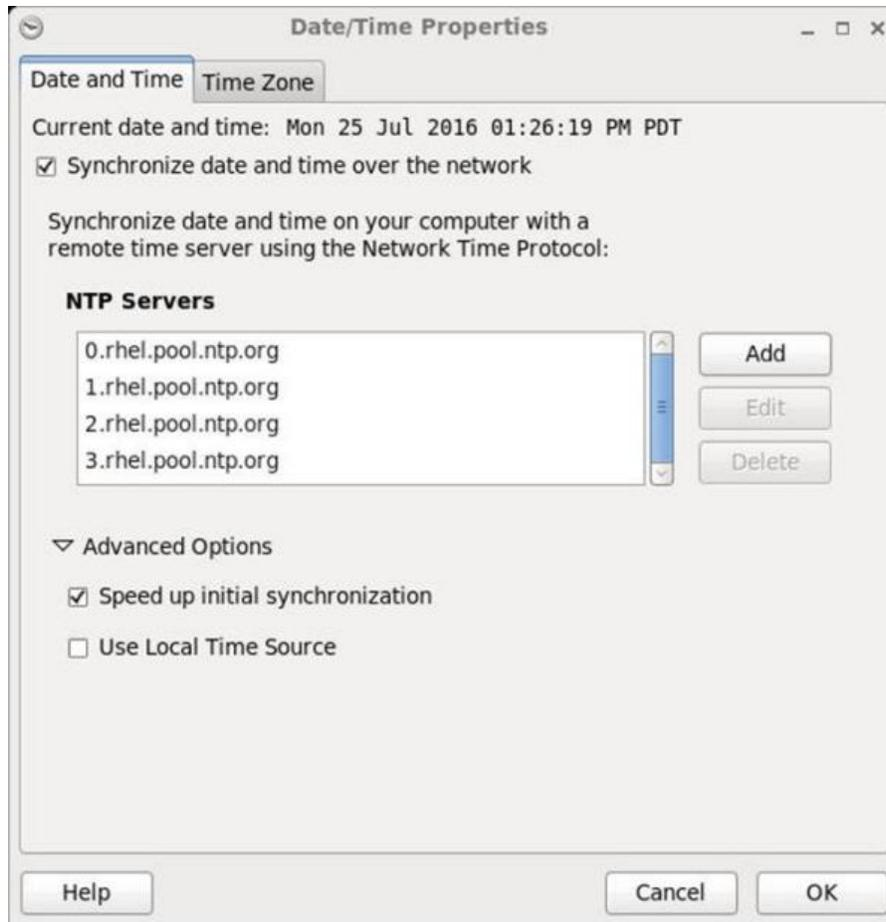 Date/Time Properties
Date and Time
Time Zone
Current date and time: Mon 25 Jul 2016 01:26:19 PM PDT
Synchronize date and time over the network
Synchronize date and time on your computer with a
remote time server using the Network Time Protocol:
NTP Servers
0.rhel.pool.ntp.org
1.rhel.pool.ntp.org
2.rhel.pool.ntp.org
3.rhel.pool.ntp.org
Add
Edit
Delete
Advanced Options
Speed up initial synchronization
Use Local Time Source
Help
Cancel
OK